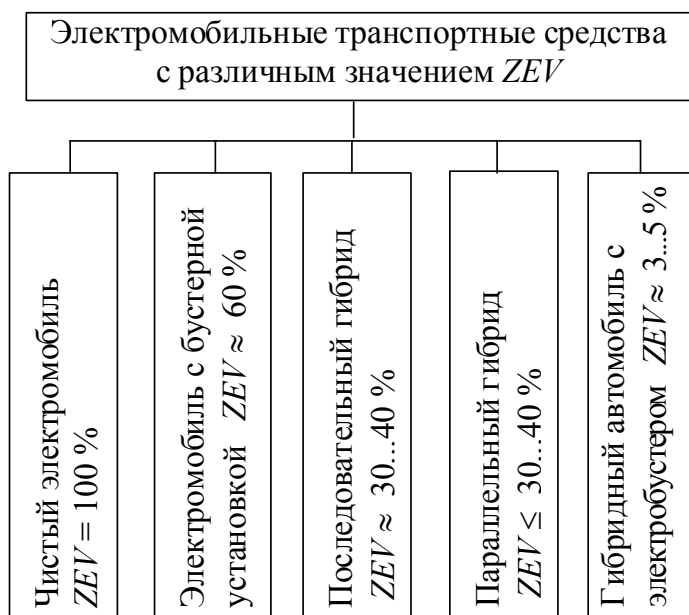 Электромобильные транспортные средства
с различным значением ZEV
Чистый электромобиль
ZEV = 100 %
Электромобиль с бустерной
установкой ZEV ≈ 60 %
Последовательный гибрид
ZEV ≈ 30...40 %
Параллельный гибрид
ZEV ≤ 30...40 %
Гибридный автомобиль с
электробустером ZEV ≈ 3...5 %